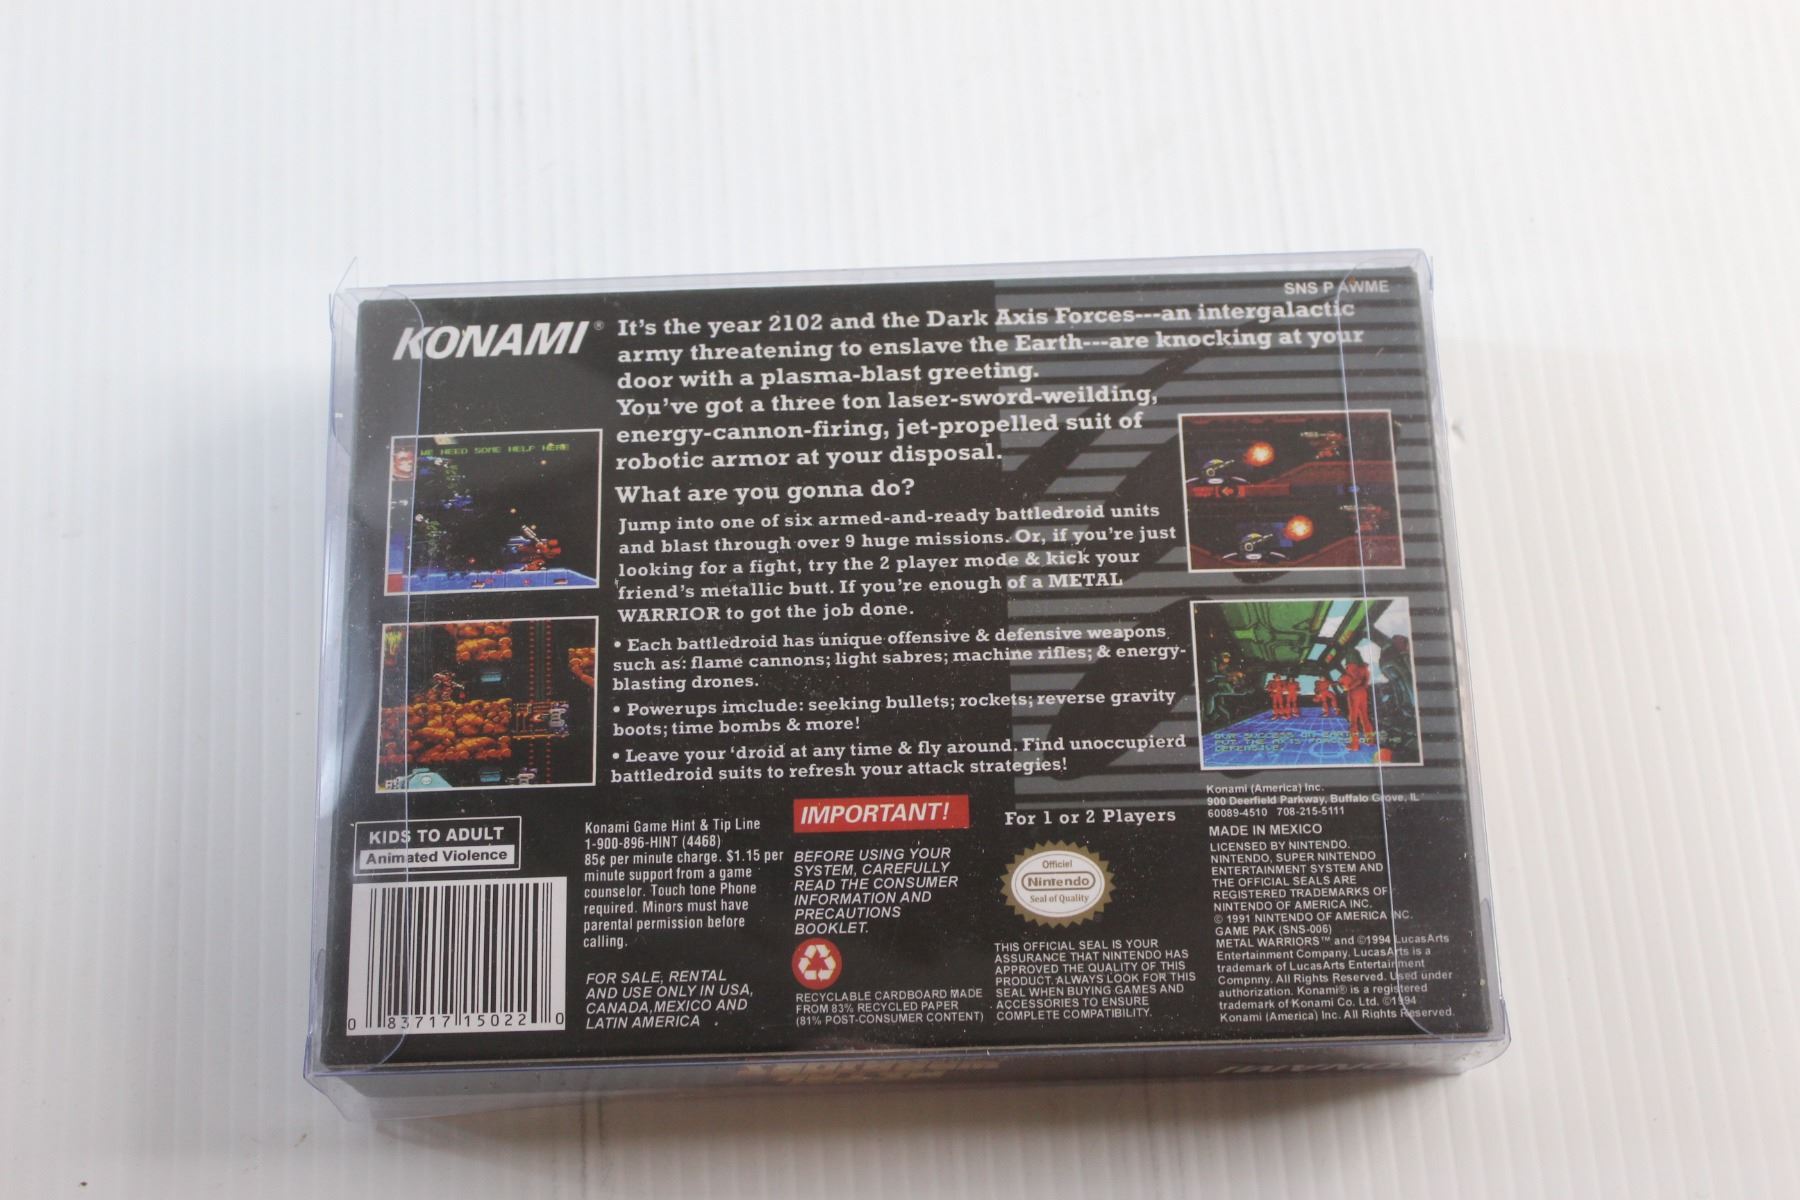 SNS P AWME
KONAMI®
It's the year 2102 and the Dark Axis Forces---an intergalactic
army threatening to enslave the Earth---are knocking at your
door with a plasma-blast greeting.
You've got a three ton laser-sword-weilding,
energy-cannon-firing, jet-propelled suit of
robotic armor at your disposal.
What are you gonna do?
Jump into one of six armed-and-ready battledroid units
and blast through over 9 huge missions. Or, if you're just
looking for a fight, try the 2 player mode & kick your
friend's metallic butt. If you're enough of a METAL
WARRIOR to got the job done.
• Each battledroid has unique offensive & defensive weapons
such as: flame cannons; light sabres; machine rifles; & energy-
blasting drones.
• Powerups imclude: seeking bullets; rockets; reverse gravity
boots; time bombs & more!
• Leave your 'droid at any time & fly around. Find unoccupierd
battledroid suits to refresh your attack strategies!
WE NEED SOME HELP HERE
OUR SUCCESS ON EARTH
PUT THE AXIS FORCES THE
DEFENSIVE.
KIDS TO ADULT
Animated Violence
0 83717 15022 0
Konami Game Hint & Tip Line
1-900-896-HINT (4468)
85¢ per minute charge. $1.15 per
minute support from a game
counselor. Touch tone Phone
required. Minors must have
parental permission before
calling.
FOR SALE, RENTAL
AND USE ONLY IN USA,
CANADA,MEXICO AND
LATIN AMERICA
IMPORTANT!
BEFORE USING YOUR
SYSTEM, CAREFULLY
READ THE CONSUMER
INFORMATION AND
PRECAUTIONS
BOOKLET.
RECYCLABLE CARDBOARD MADE
FROM 83% RECYCLED PAPER
(81% POST-CONSUMER CONTENT)
For 1 or 2 Players
Officiel
Nintendo
Seal of Quality
THIS OFFICIAL SEAL IS YOUR
ASSURANCE THAT NINTENDO HAS
APPROVED THE QUALITY OF THIS
PRODUCT. ALWAYS LOOK FOR THIS
SEAL WHEN BUYING GAMES AND
ACCESSORIES TO ENSURE
COMPLETE COMPATIBILITY.
Konami (America) Inc.
900 Deerfield Parkway, Buffalo Grove, IL
60089-4510 708-215-5111
MADE IN MEXICO
LICENSED BY NINTENDO.
NINTENDO, SUPER NINTENDO
ENTERTAINMENT SYSTEM AND
THE OFFICIAL SEALS ARE
REGISTERED TRADEMARKS OF
NINTENDO OF AMERICA INC.
© 1991 NINTENDO OF AMERICA INC.
GAME PAK (SNS-006)
METAL WARRIORS™ and ©1994 LucasArts
Entertainment Company. LucasArts is a
trademark of LucasArts Entertainment
Compnny. All Rights Reserved. Used under
authorization. Konami® is a registered
trademark of Konami Co. Ltd. ©1994
Konami (America) Inc. All Rights Reserved.
KONAMI